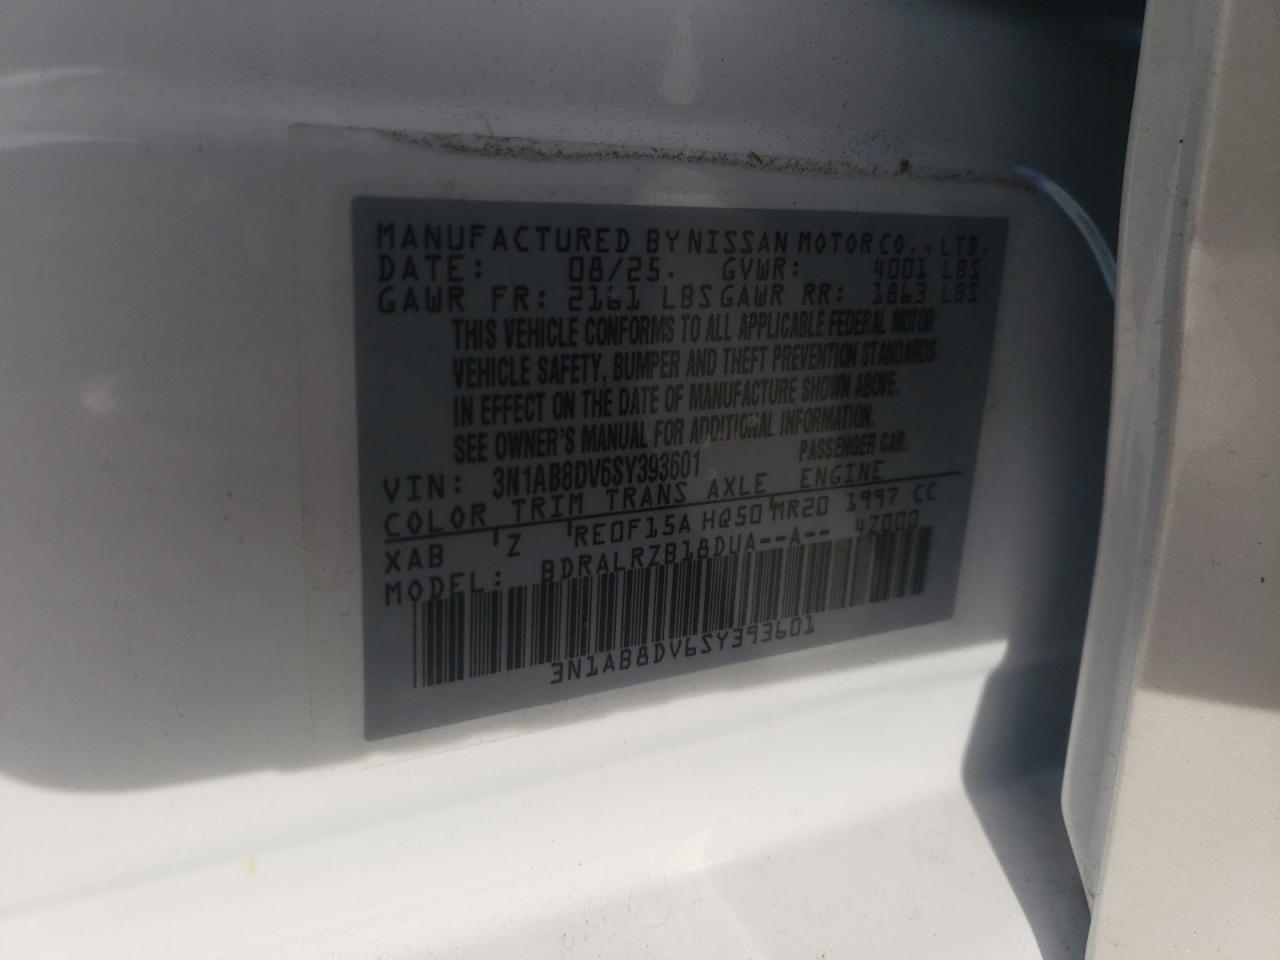 MANUFACTURED BY NISSAN MOTOR CO., LTD.
DATE: 08/25. GVWR: 4001 LBS
GAWR FR: 2161 LBS GAWR RR: 1863 LBS
THIS VEHICLE CONFORMS TO ALL APPLICABLE FEDERAL MOTOR
VEHICLE SAFETY, BUMPER AND THEFT PREVENTION STANDARDS
IN EFFECT ON THE DATE OF MANUFACTURE SHOWN ABOVE.
SEE OWNER'S MANUAL FOR ADDITIONAL INFORMATION.
VIN: 3N1AB8DV6SY393601 PASSENGER CAR.
COLOR TRIM TRANS AXLE ENGINE
XAB Z RE0F15A HQ50 MR20 1997 CC
MODEL: BDRALRZB18DUA--A-- 4Z000
3N1AB8DV6SY393601